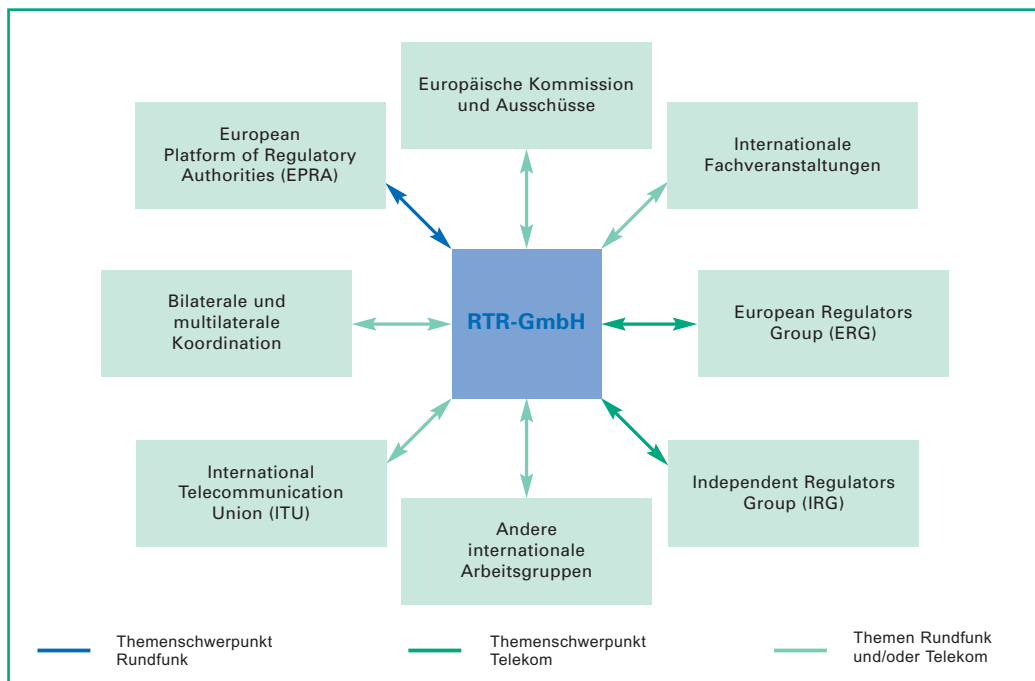 Europäische Kommission
und Ausschüsse
European
Platform of Regulatory
Authorities (EPRA)
Internationale
Fachveranstaltungen
Bilaterale und
multilaterale
Koordination
RTR-GmbH
European Regulators
Group (ERG)
International
Telecommunication
Union (ITU)
Andere
internationale
Arbeitsgruppen
Independent Regulators
Group (IRG)
Themenschwerpunkt
Rundfunk
Themenschwerpunkt
Telekom
Themen Rundfunk
und/oder Telekom